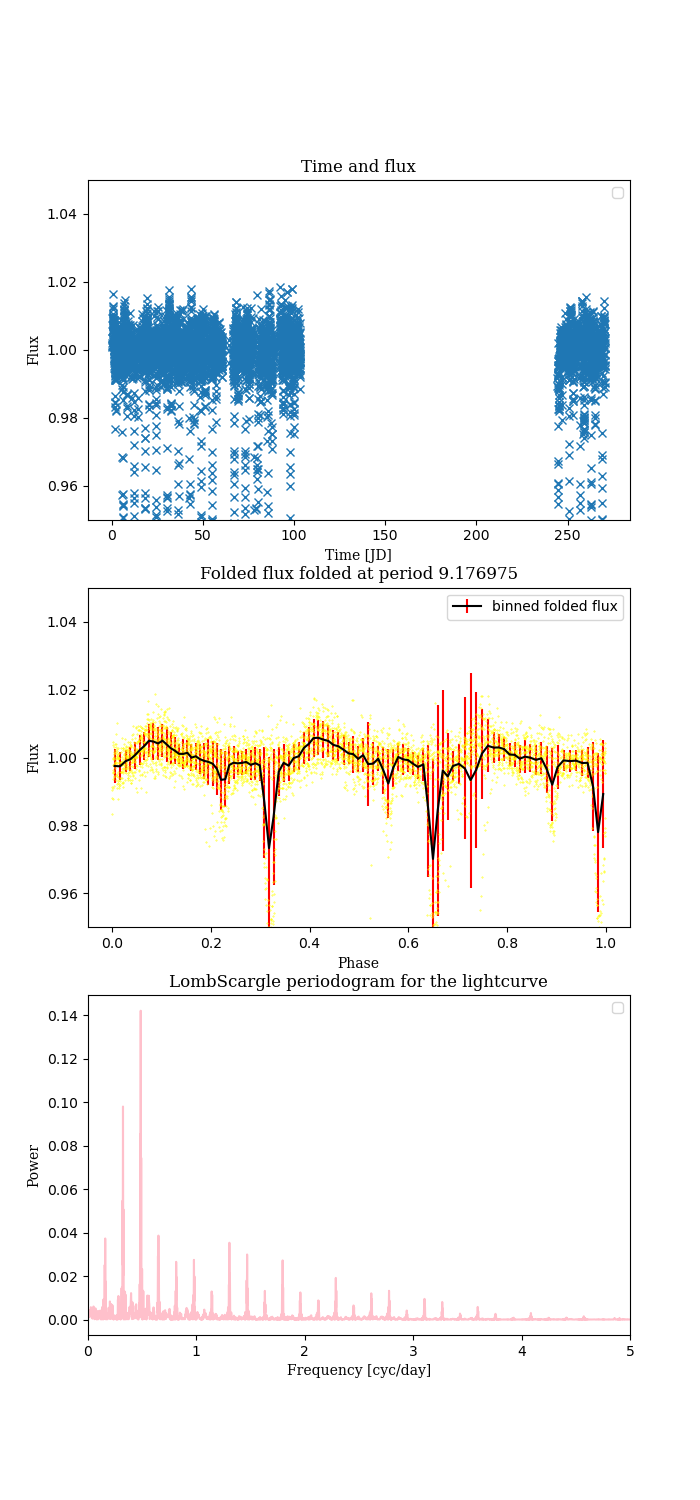 Time and flux
1.04
1.02
1.00
0.98
0.96
Flux
0 50 100 150 200 250
Time [JD]
Folded flux folded at period 9.176975
binned folded flux
1.04
1.02
1.00
0.98
0.96
Flux
0.0 0.2 0.4 0.6 0.8 1.0
Phase
LombScargle periodogram for the lightcurve
0.14
0.12
0.10
0.08
0.06
0.04
0.02
0.00
Power
0 1 2 3 4 5
Frequency [cyc/day]